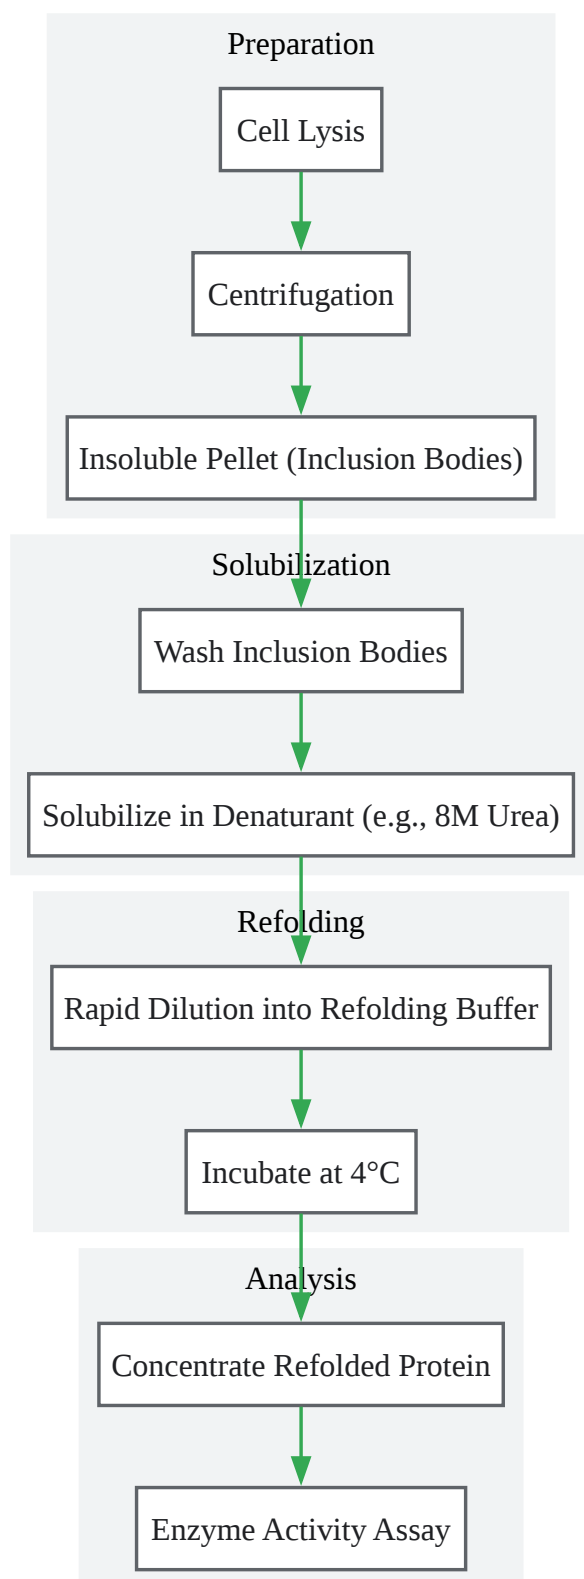 Preparation
Cell Lysis
Centrifugation
Insoluble Pellet (Inclusion Bodies)
Solubilization
Wash Inclusion Bodies
Solubilize in Denaturant (e.g., 8M Urea)
Refolding
Rapid Dilution into Refolding Buffer
Incubate at 4°C
Analysis
Concentrate Refolded Protein
Enzyme Activity Assay